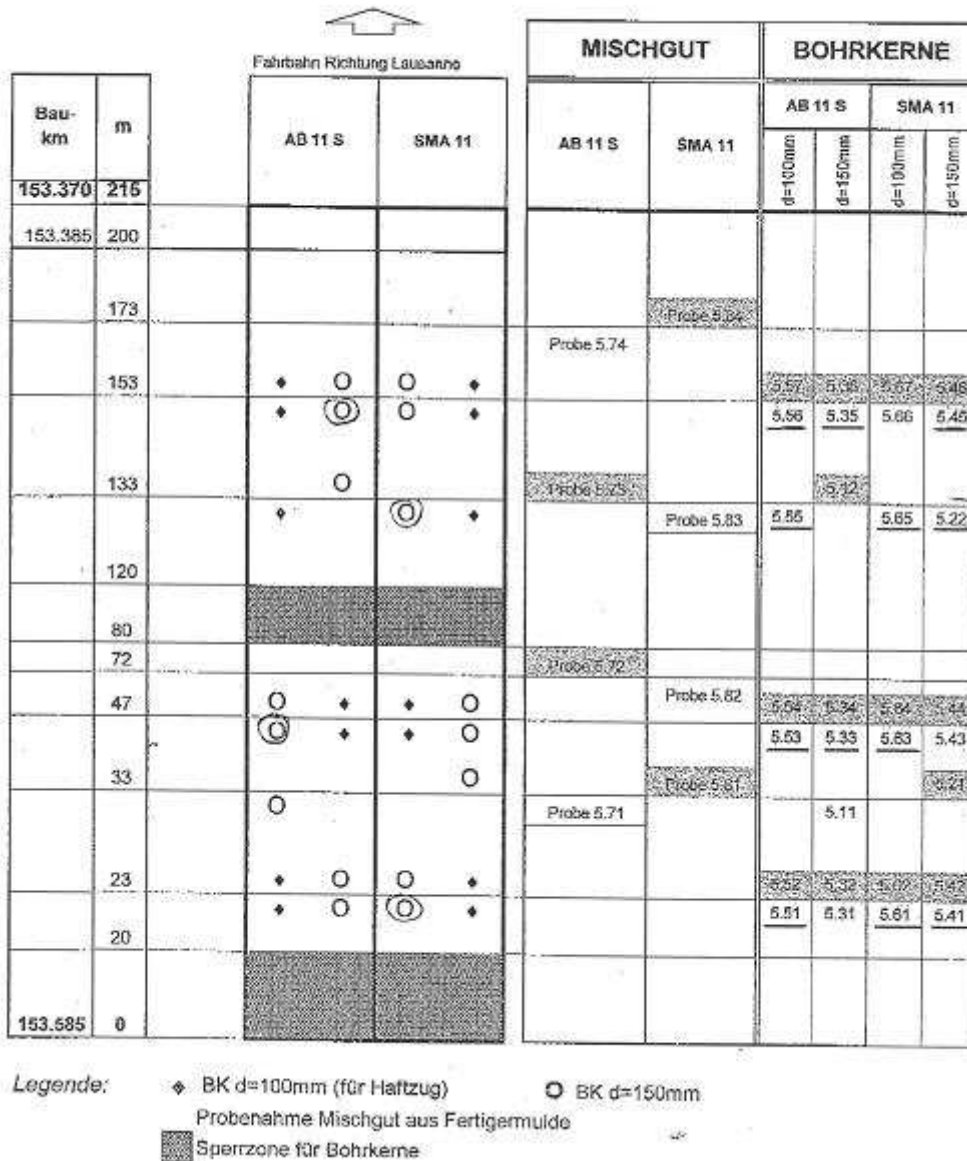 Fahrbahn Richtung Lausanne
MISCHGUT BOHRKERNE
Bau-km m AB 11 S SMA 11 AB 11 S SMA 11 AB 11 S SMA 11
d=100mm d=150mm d=100mm d=150mm
153.370 215
153.385 200
173 Probe 5.84
Probe 5.74
153 5.57 5.36 5.67 5.46
5.56 5.35 5.66 5.45
133 Probe 5.73 5.12
Probe 5.83 5.55 5.65 5.22
120
80
72 Probe 5.72
47 Probe 5.82 5.54 5.34 5.64 5.44
5.53 5.33 5.63 5.43
33 Probe 5.81 5.21
Probe 5.71 5.11
23 5.52 5.32 5.62 5.42
5.51 5.31 5.61 5.41
20
153.585 0
Legende: BK d=100mm (für Haftzug) BK d=150mm
Probenahme Mischgut aus Fertigermulde
Sperrzone für Bohrkerne